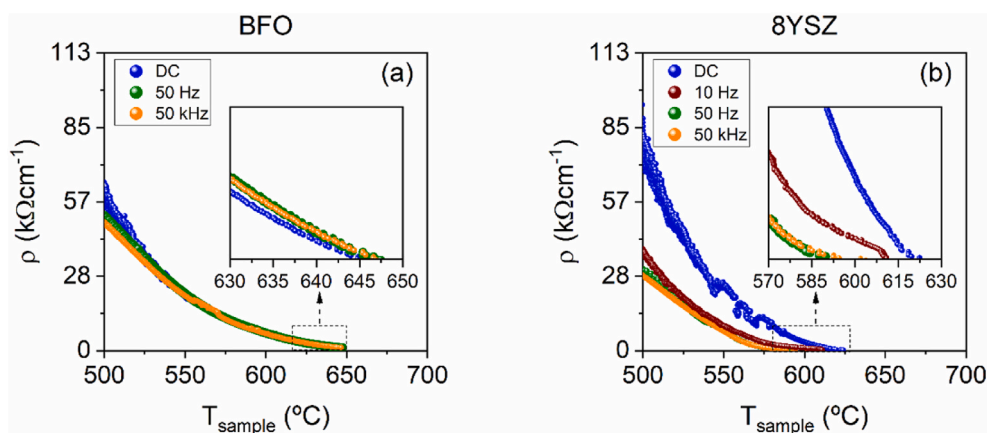 BFO
8YSZ
113
85
57
28
0
ρ (kΩcm⁻¹)
DC
50 Hz
50 kHz
(a)
630 635 640 645 650
500 550 600 650 700
Tsample (ºC)
113
85
57
28
0
ρ (kΩcm⁻¹)
DC
10 Hz
50 Hz
50 kHz
(b)
570 585 600 615 630
500 550 600 650 700
Tsample (ºC)